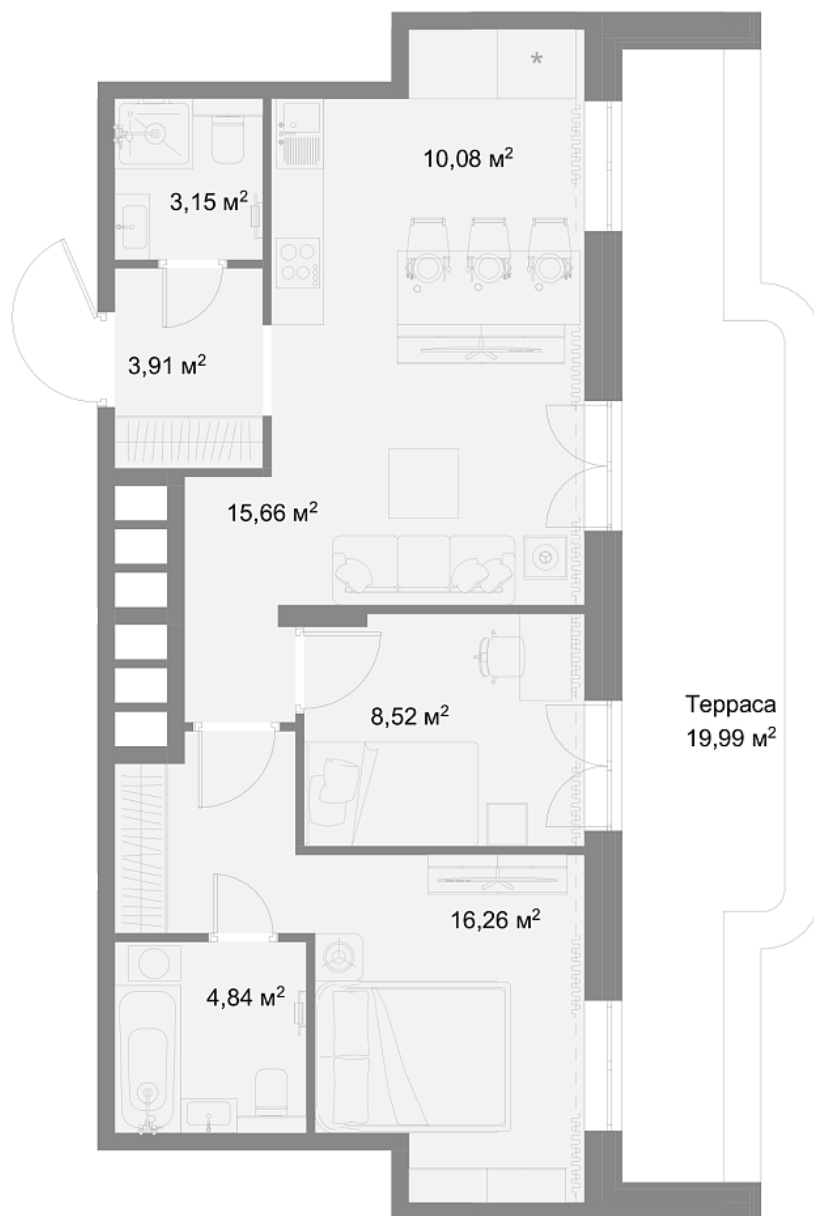 *
10,08 м²
3,15 м²
3,91 м²
15,66 м²
8,52 м²
Терраса
19,99 м²
16,26 м²
4,84 м²